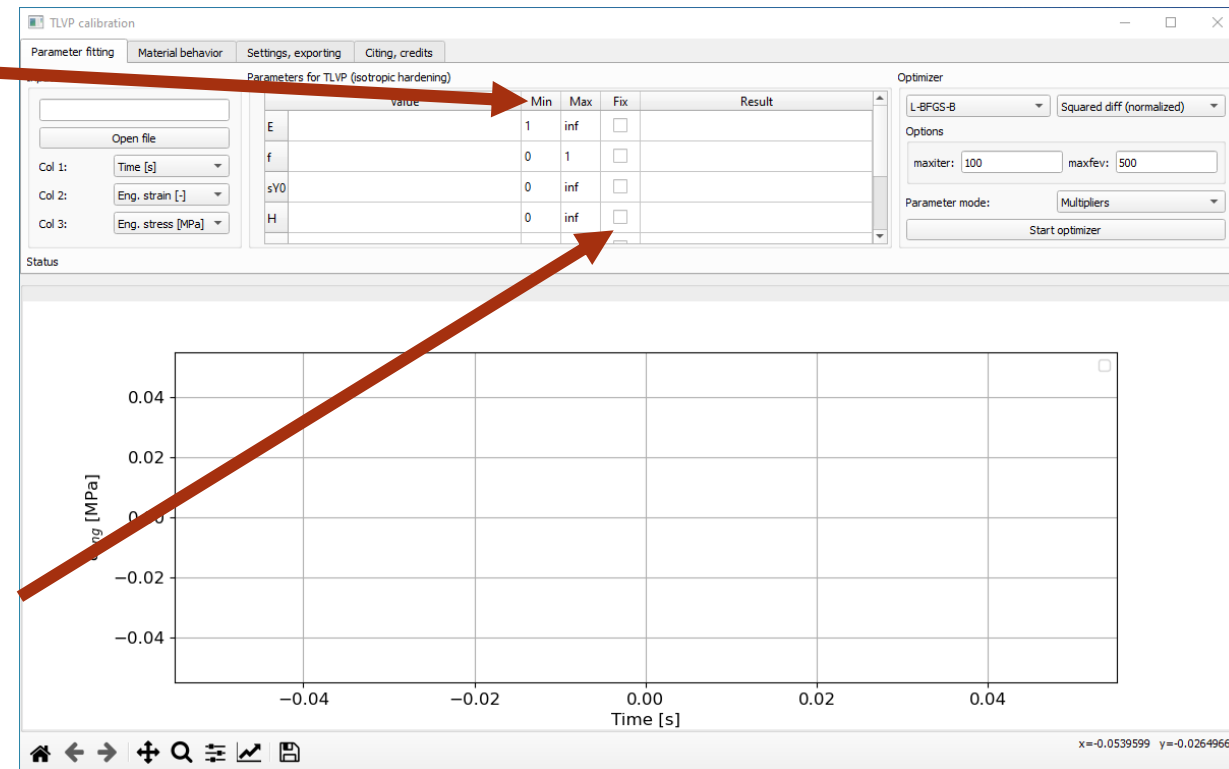 TLVP calibration
Parameter fitting Material behavior Settings, exporting Citing, credits
Parameters for TLVP (isotropic hardening) Optimizer
Value Min Max Fix Result
E 1 inf
f 0 1
sY0 0 inf
H 0 inf
Open file
Col 1: Time [s]
Col 2: Eng. strain [-]
Col 3: Eng. stress [MPa]
L-BFGS-B Squared diff (normalized)
Options
maxiter: 100 maxfev: 500
Parameter mode: Multipliers
Start optimizer
Status
0.04
0.02
−0.02
−0.04
[MPa]
−0.04 −0.02 0.00 0.02 0.04
Time [s]
x=-0.0539599 y=-0.0264966